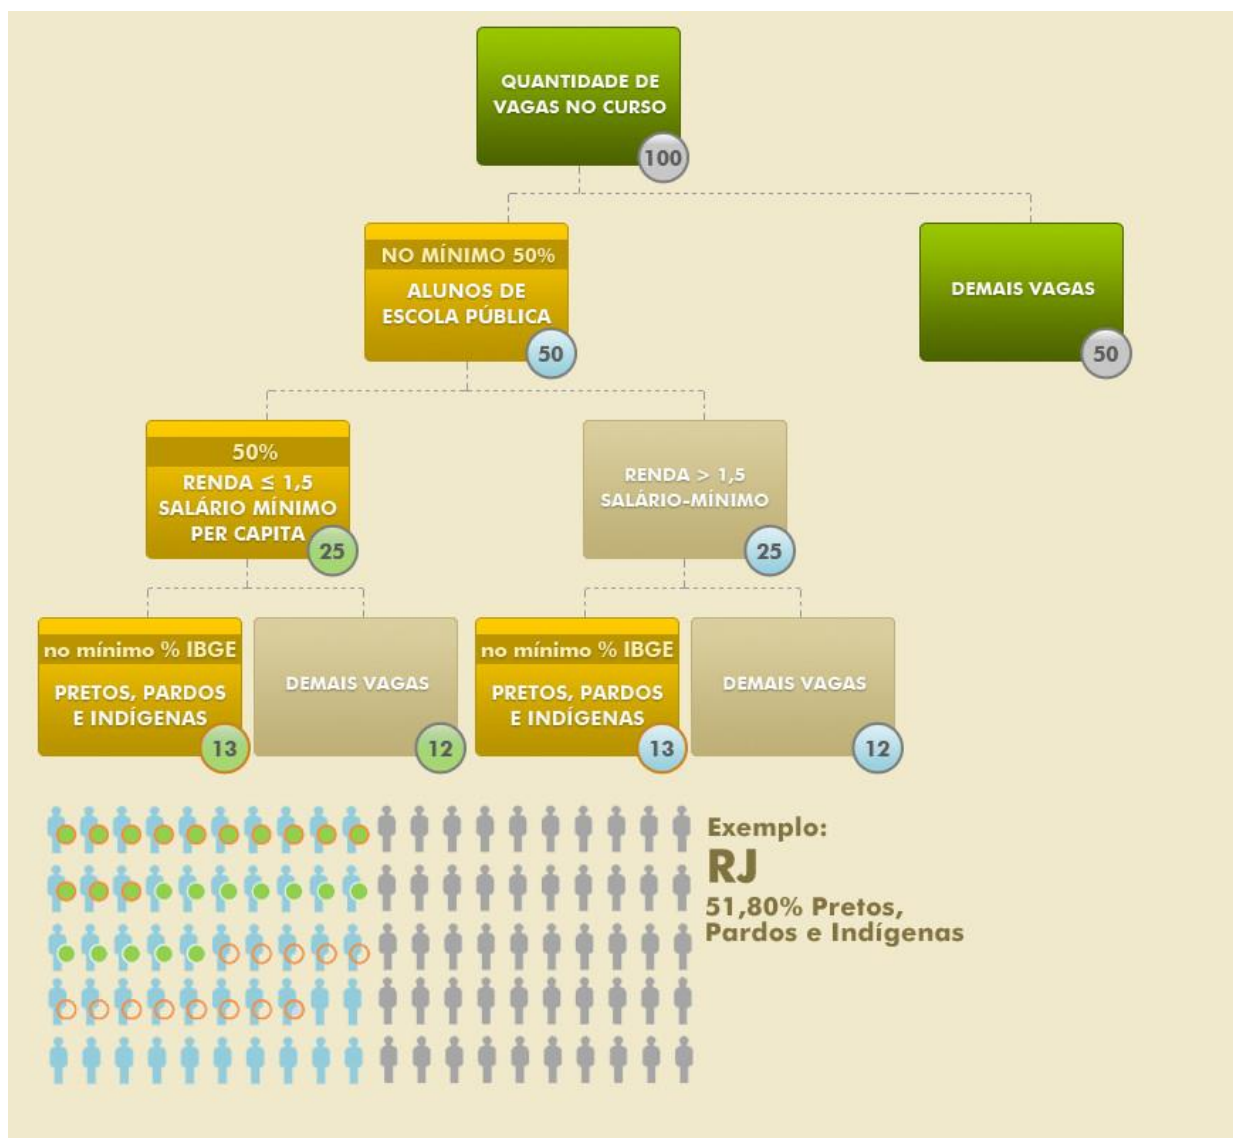 QUANTIDADE DE
VAGAS NO CURSO
100
NO MÍNIMO 50%
ALUNOS DE
ESCOLA PÚBLICA
50
DEMAIS VAGAS
50
50%
RENDA ≤ 1,5
SALÁRIO MÍNIMO
PER CAPITA
25
RENDA > 1,5
SALÁRIO-MÍNIMO
25
no mínimo % IBGE
PRETOS, PARDOS
E INDÍGENAS
13
DEMAIS VAGAS
12
no mínimo % IBGE
PRETOS, PARDOS
E INDÍGENAS
13
DEMAIS VAGAS
12
Exemplo:
RJ
51,80% Pretos,
Pardos e Indígenas